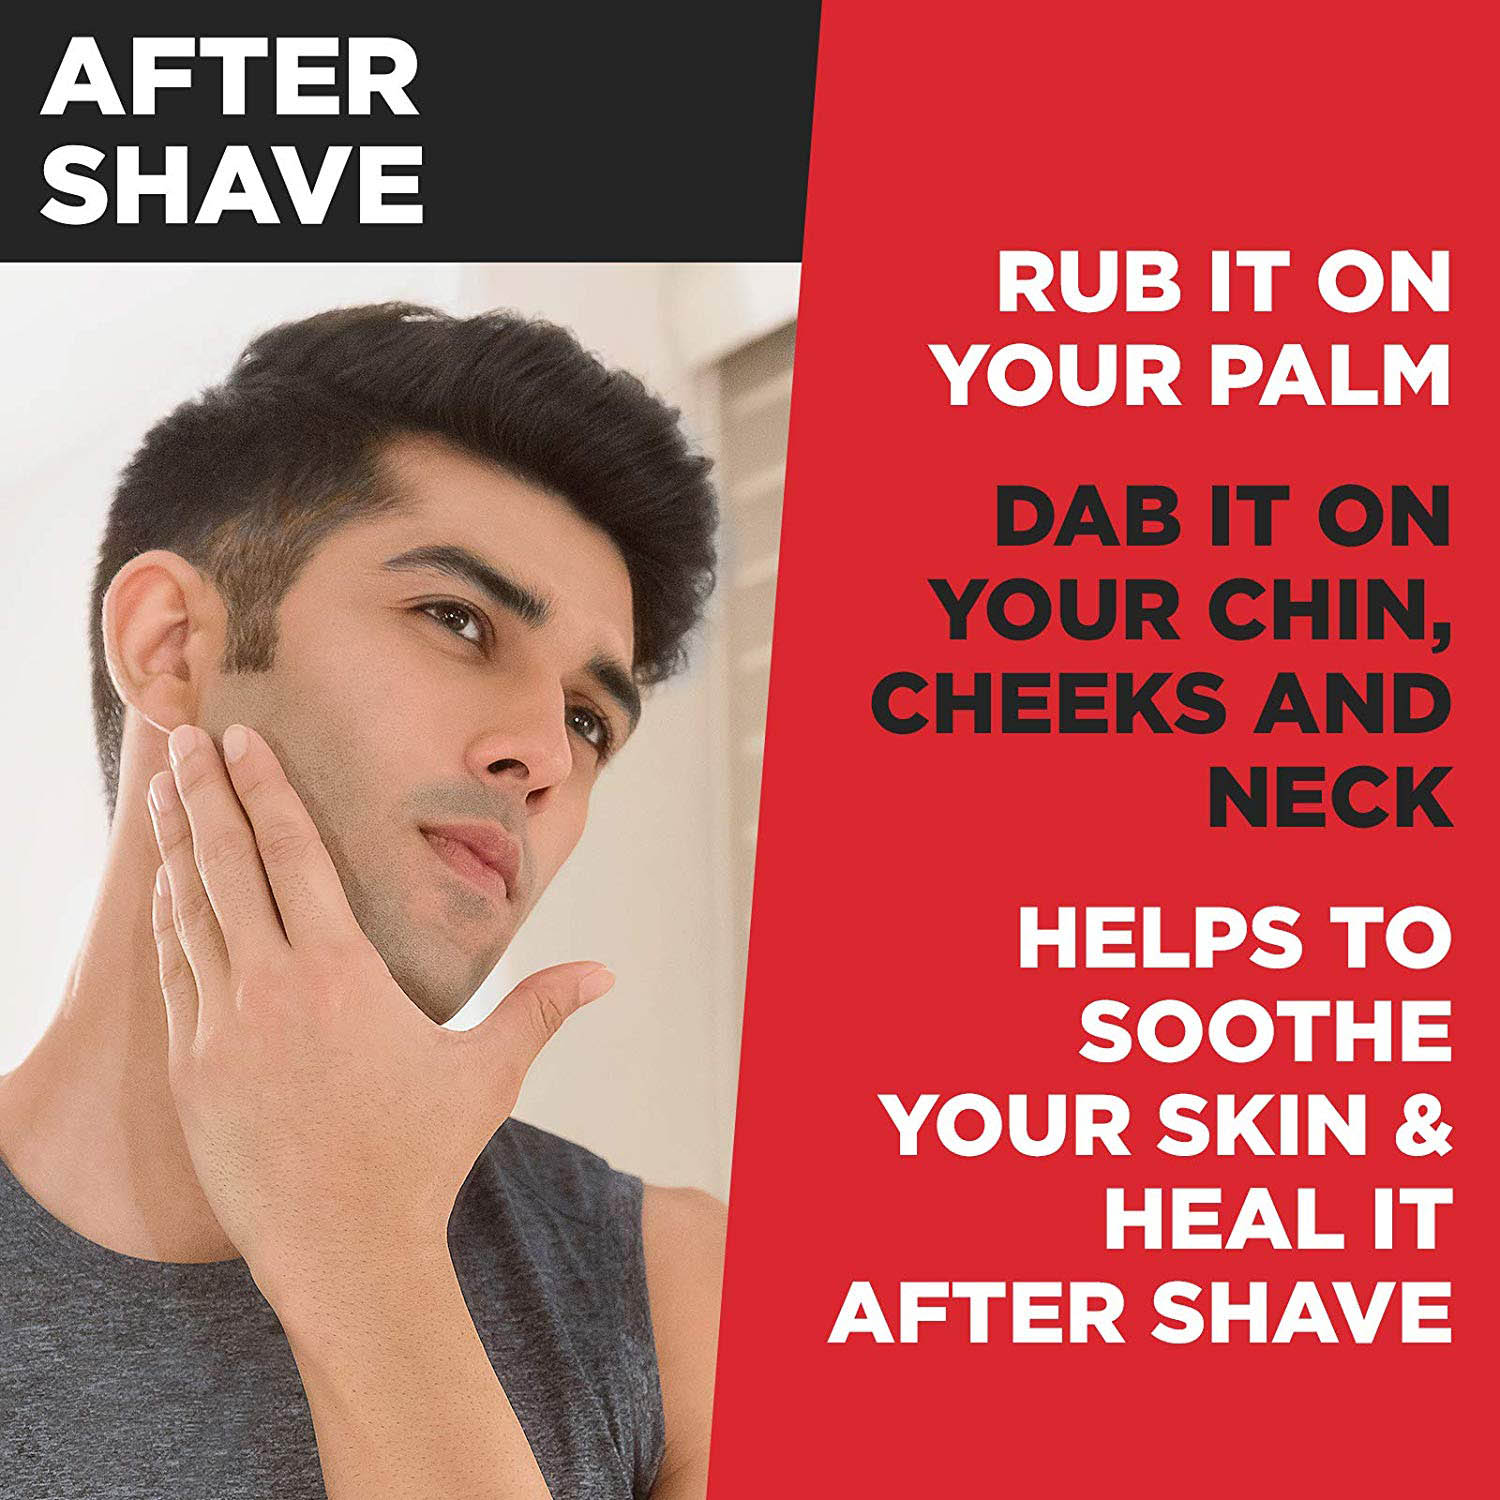 AFTER
SHAVE
RUB IT ON
YOUR PALM
DAB IT ON
YOUR CHIN,
CHEEKS AND
NECK
HELPS TO
SOOTHE
YOUR SKIN &
HEAL IT
AFTER SHAVE